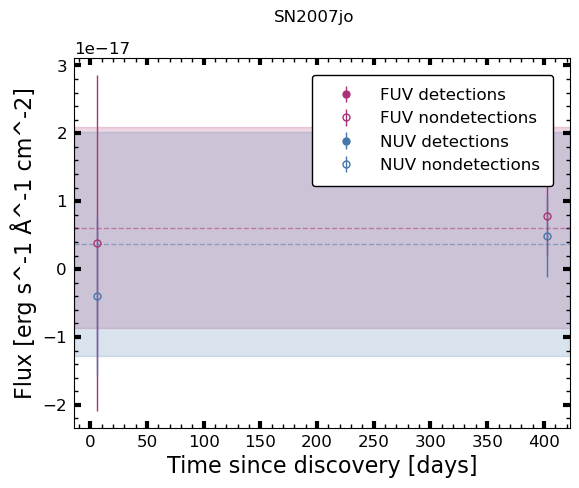 SN2007jo
1e−17
Flux [erg s^-1 Å^-1 cm^-2]
3
2
1
0
−1
−2
FUV detections
FUV nondetections
NUV detections
NUV nondetections
0 50 100 150 200 250 300 350 400
Time since discovery [days]